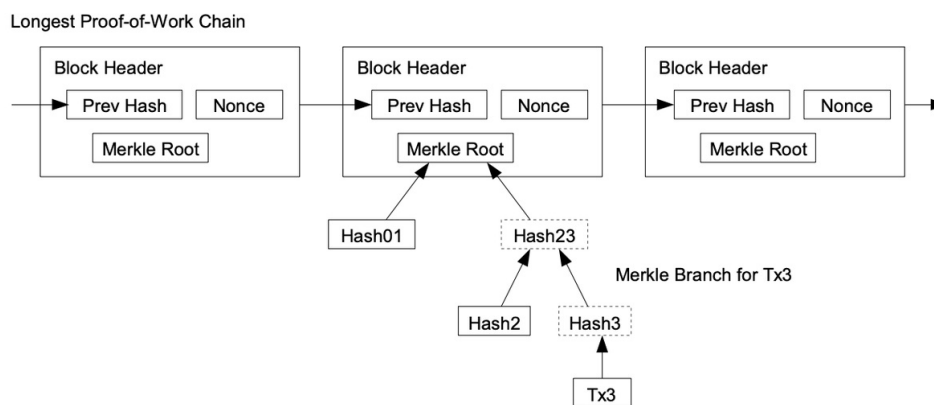 Longest Proof-of-Work Chain
Block Header Block Header Block Header
Prev Hash Nonce Prev Hash Nonce Prev Hash Nonce
Merkle Root Merkle Root Merkle Root
Hash01 Hash23
Merkle Branch for Tx3
Hash2 Hash3
Tx3